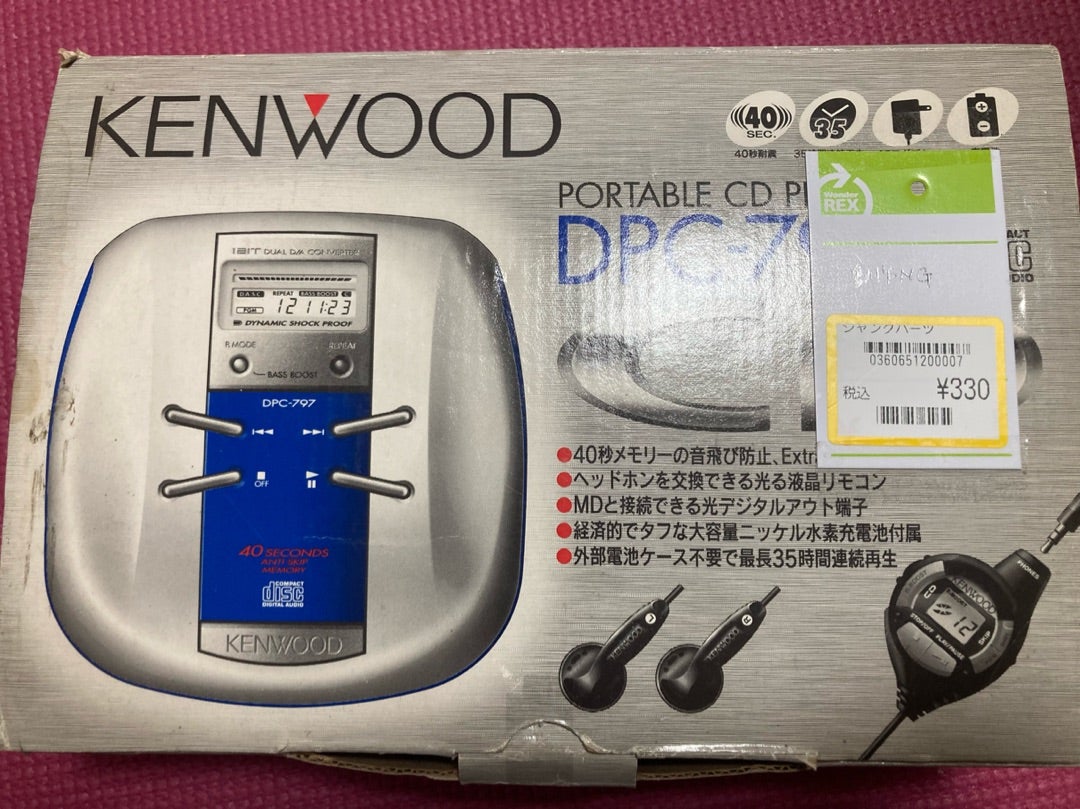 KENWOOD
40
SEC.
40秒耐震
35
35
PORTABLE CD P
DPC-79
Wonder
REX
ジャンクパーツ
0360651200007
税込
¥330
1BIT DUAL D/A CONVERTER
D.A.S.C. REPEAT BASS BOOST C
PGM 12 11:23
DYNAMIC SHOCK PROOF
P.MODE
REPEAT
BASS BOOST
DPC-797
OFF
40 SECONDS
ANTI SKIP
MEMORY
COMPACT
disc
DIGITAL AUDIO
KENWOOD
●40秒メモリーの音飛び防止、Extr
●ヘッドホンを交換できる光る液晶リモコン
●MDと接続できる光デジタルアウト端子
●経済的でタフな大容量ニッケル水素充電池付属
●外部電池ケース不要で最長35時間連続再生
L
KENWOOD
R
KENWOOD
PHONES
KENWOOD
CD
12
SKIP
STOP/OFF PLAY/PAUSE